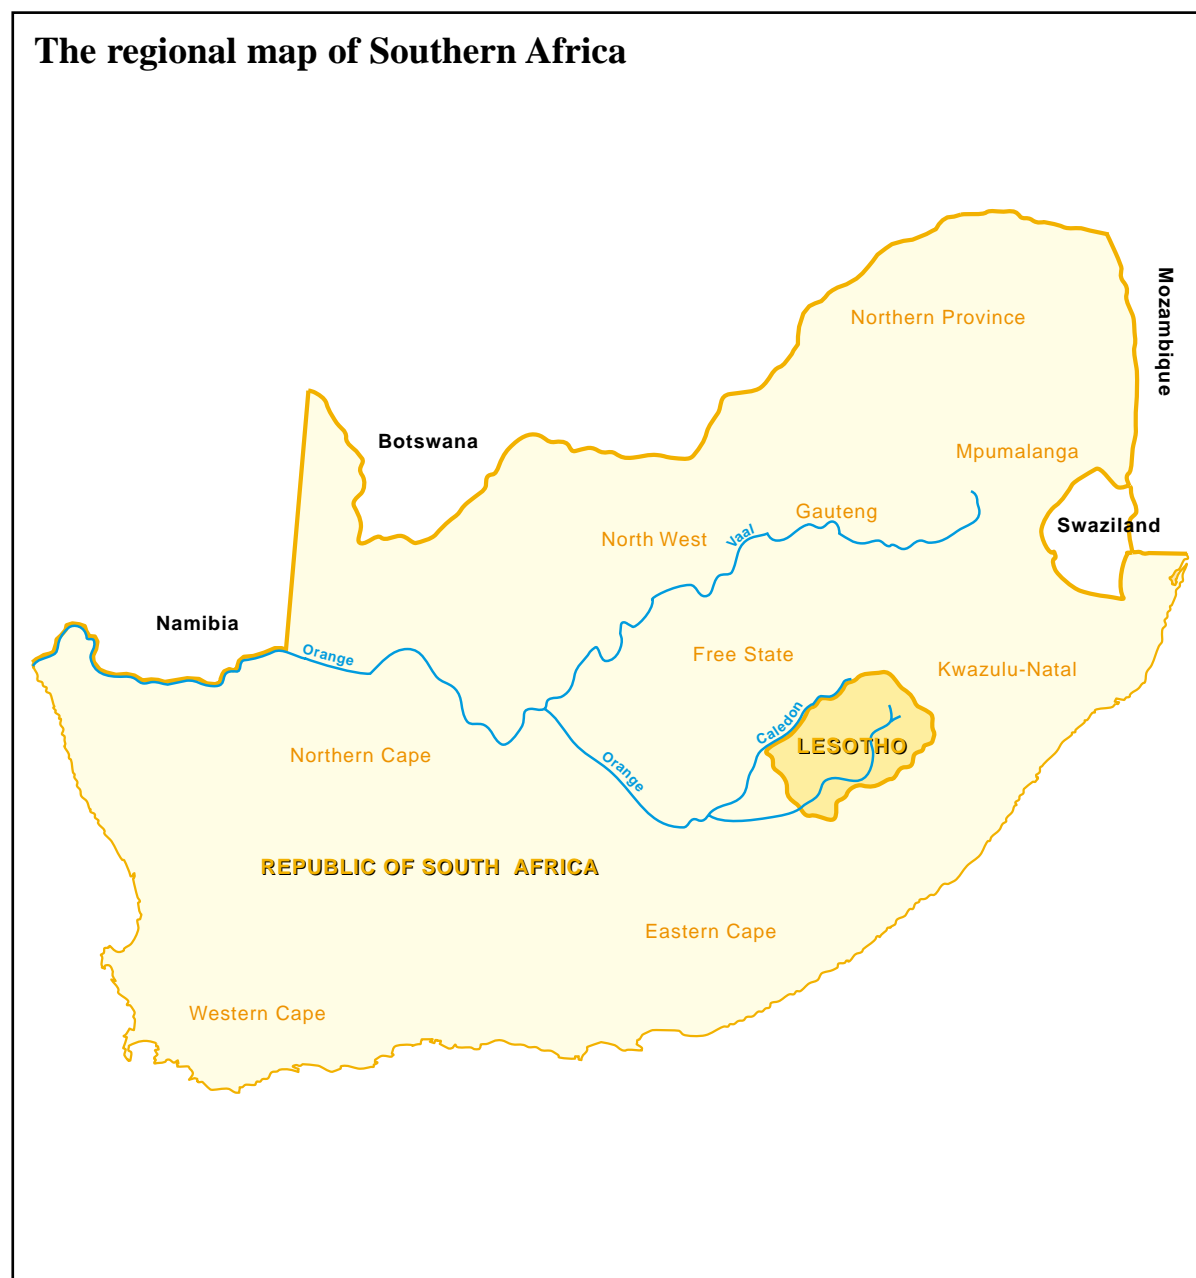 The regional map of Southern Africa
Mozambique
Northern Province
Botswana
Mpumalanga
Gauteng
Swaziland
North West
Vaal
Namibia
Orange
Free State
Kwazulu-Natal
Caledon
LESOTHO
Northern Cape
Orange
REPUBLIC OF SOUTH AFRICA
Eastern Cape
Western Cape